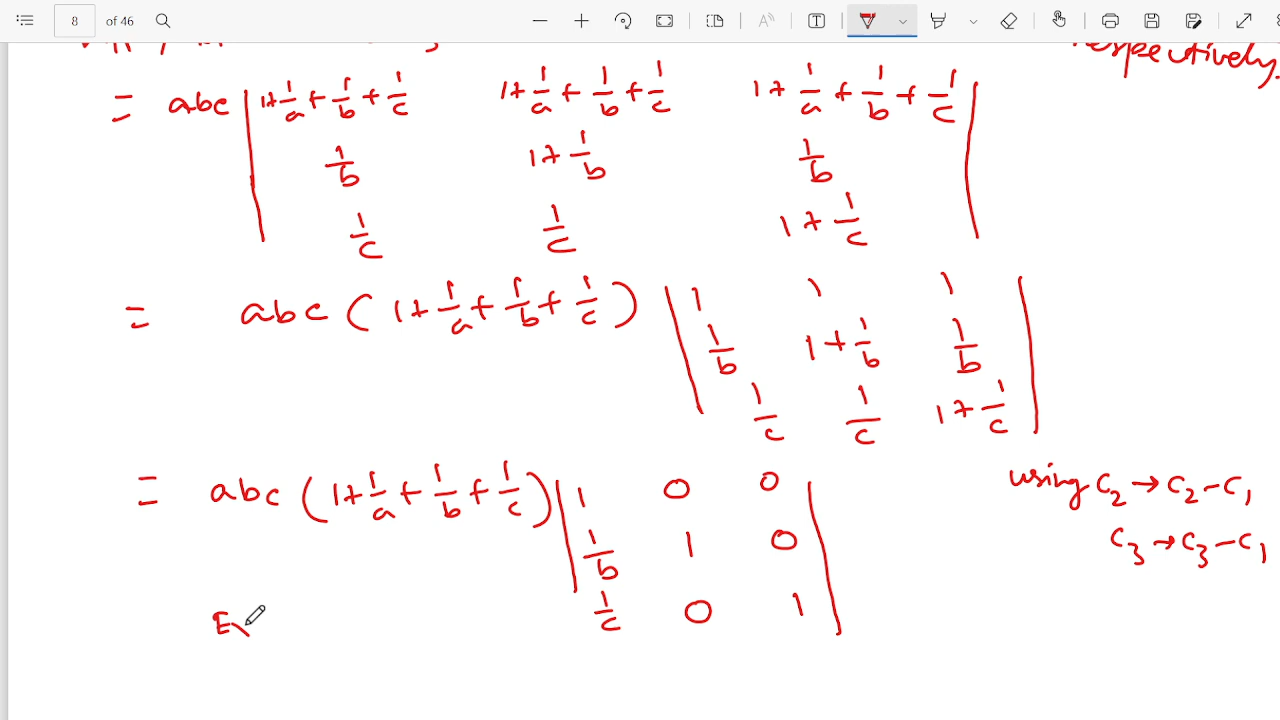 8 of 46
respectively.
= abc | 1+1/a+1/b+1/c 1+1/a+1/b+1/c 1+1/a+1/b+1/c |
1/b 1+1/b 1/b
1/c 1/c 1+1/c
= abc (1+1/a+1/b+1/c) | 1 1 1 |
1/b 1+1/b 1/b
1/c 1/c 1+1/c
= abc (1+1/a+1/b+1/c) | 1 0 0 | using C₂→C₂-C₁
1/b 1 0 C₃→C₃-C₁
1/c 0 1
Ex